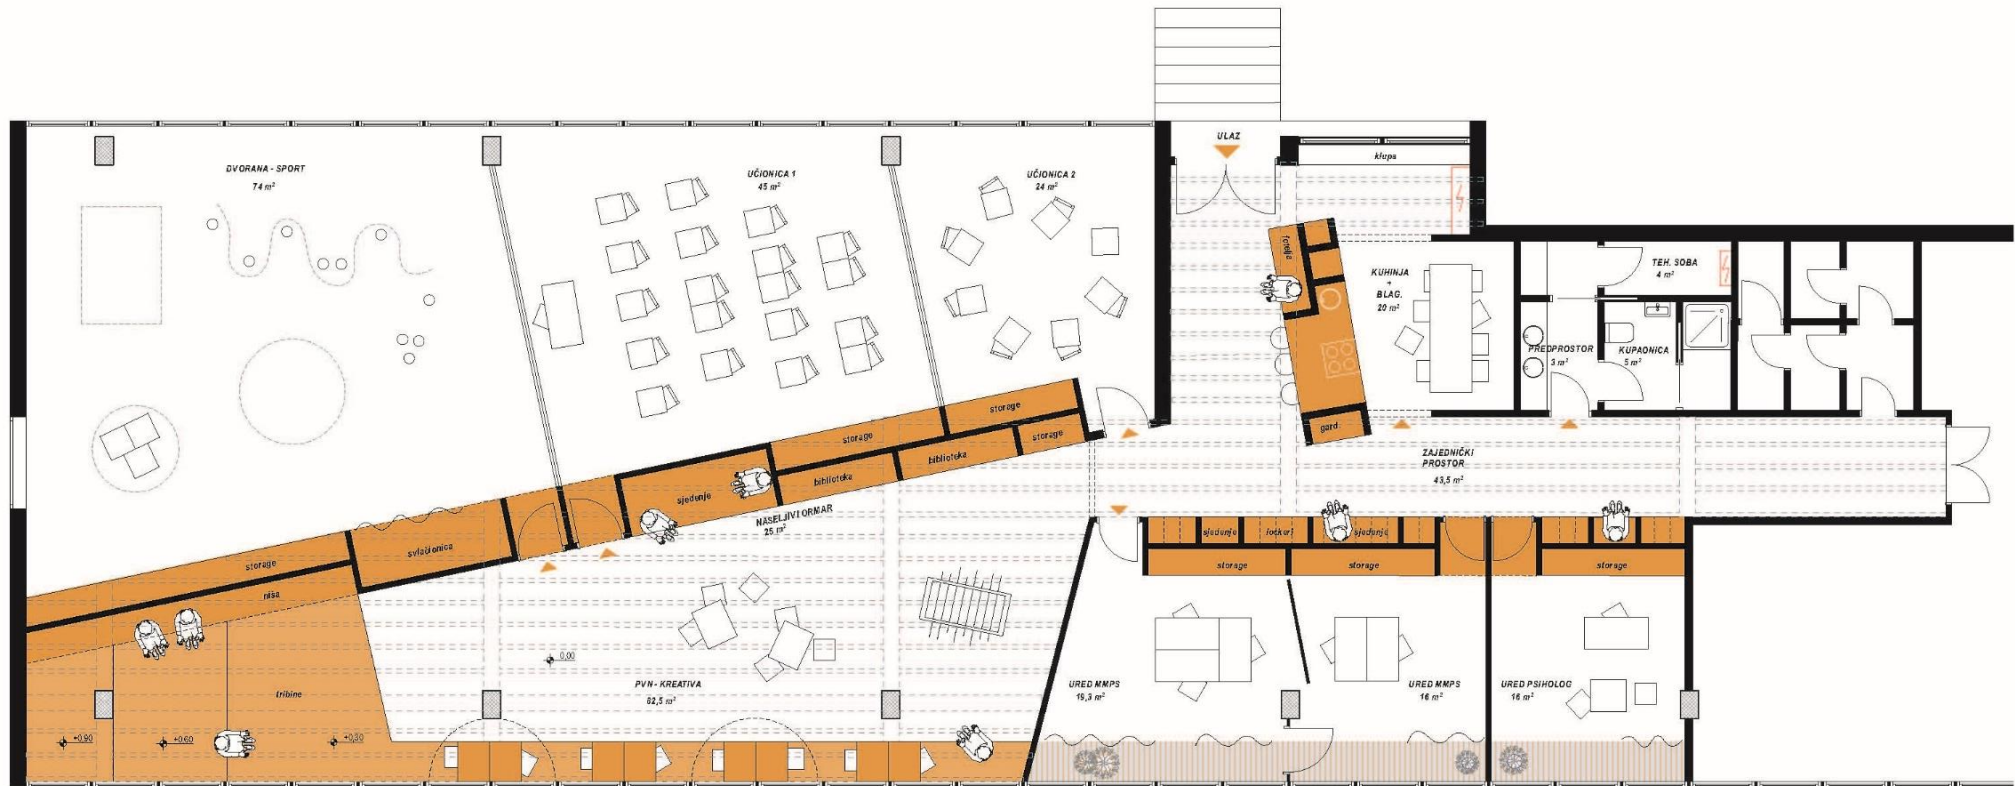 ULAZ
klupa
DVORANA - SPORT
74 m²
UČIONICA 1
45 m²
UČIONICA 2
24 m²
fotelja
KUHINJA
+
BLAG.
20 m²
TEH. SOBA
4 m²
PREDPROSTOR
3 m²
KUPAONICA
5 m²
storage
storage
storage
gard.
biblioteka
biblioteka
sjedenje
NASELJIVI ORMAR
25 m²
ZAJEDNIČKI
PROSTOR
43,5 m²
svlačionica
storage
niša
sjedenje
lockeri
sjedenje
storage
storage
storage
0,00
PVN - KREATIVA
82,5 m²
tribine
URED MMPS
19,3 m²
URED MMPS
16 m²
URED PSIHOLOG
16 m²
+0,90
+0,60
+0,30